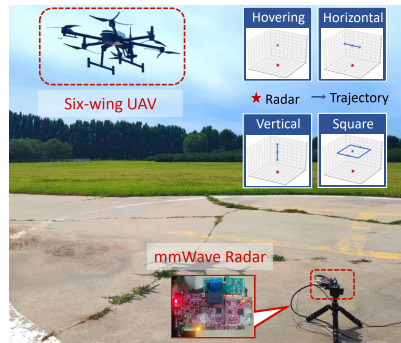 Hovering
Horizontal
Six-wing UAV
Radar
Trajectory
Vertical
Square
mmWave Radar